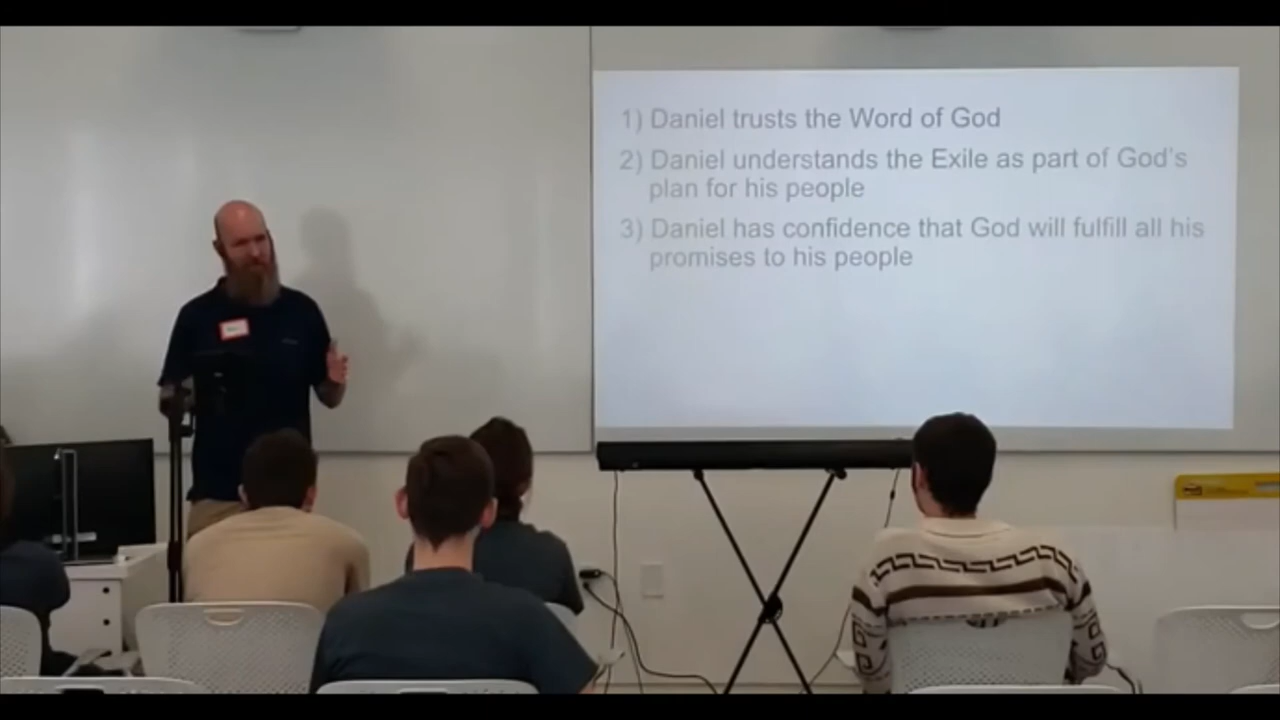 1) Daniel trusts the Word of God
2) Daniel understands the Exile as part of God's
plan for his people
3) Daniel has confidence that God will fulfill all his
promises to his people